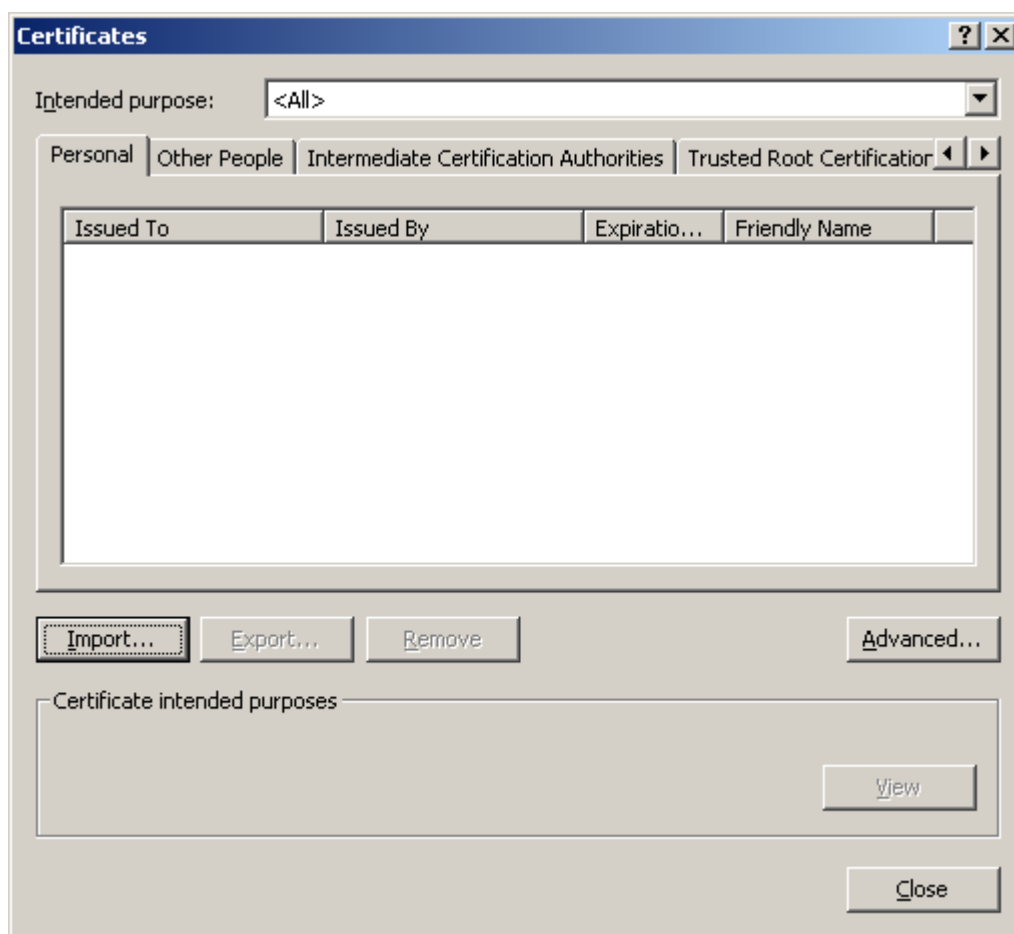 Certificates
Intended purpose: <All>
Personal Other People Intermediate Certification Authorities Trusted Root Certification
Issued To Issued By Expiratio... Friendly Name
Import... Export... Remove Advanced...
Certificate intended purposes
View
Close